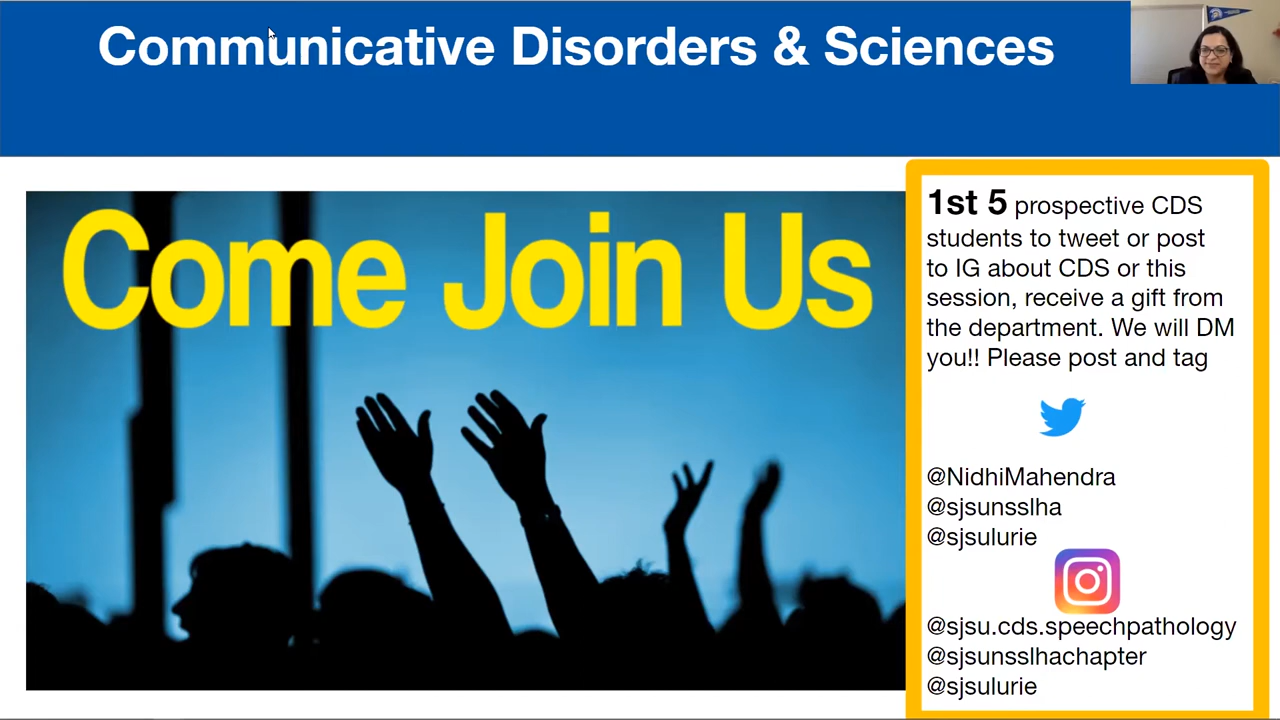 Communicative Disorders & Sciences
Come Join Us
1st 5 prospective CDS
students to tweet or post
to IG about CDS or this
session, receive a gift from
the department. We will DM
you!! Please post and tag
@NidhiMahendra
@sjsunsslha
@sjsulurie
@sjsu.cds.speechpathology
@sjsunsslhachapter
@sjsulurie